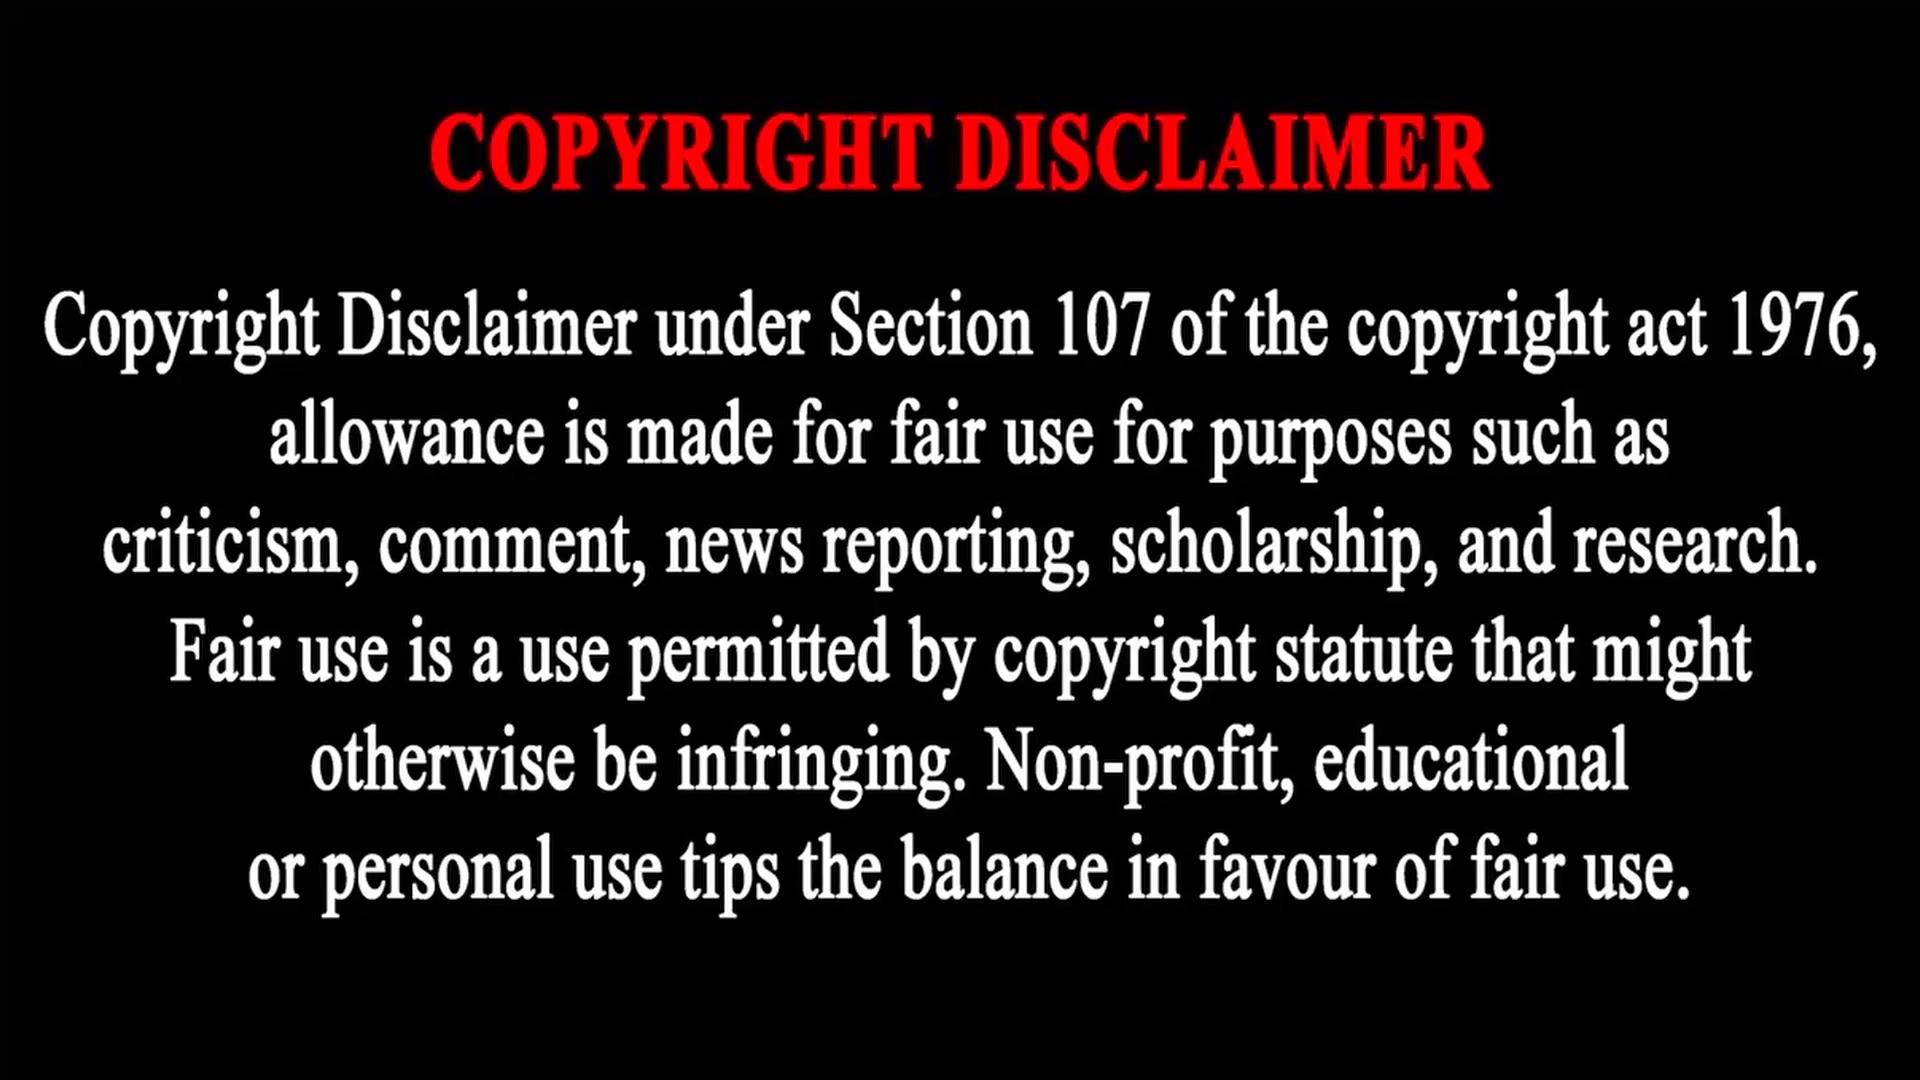 COPYRIGHT DISCLAIMER
Copyright Disclaimer under Section 107 of the copyright act 1976,
allowance is made for fair use for purposes such as
criticism, comment, news reporting, scholarship, and research.
Fair use is a use permitted by copyright statute that might
otherwise be infringing. Non-profit, educational
or personal use tips the balance in favour of fair use.